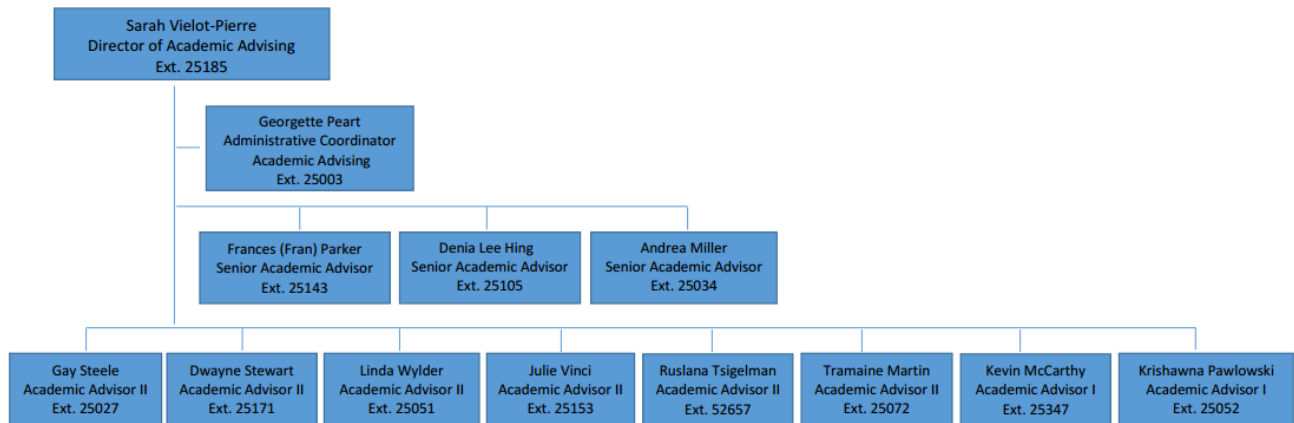 Sarah Vielot-Pierre
Director of Academic Advising
Ext. 25185
Georgette Peart
Administrative Coordinator
Academic Advising
Ext. 25003
Frances (Fran) Parker
Senior Academic Advisor
Ext. 25143
Denia Lee Hing
Senior Academic Advisor
Ext. 25105
Andrea Miller
Senior Academic Advisor
Ext. 25034
Gay Steele
Academic Advisor II
Ext. 25027
Dwayne Stewart
Academic Advisor II
Ext. 25171
Linda Wylder
Academic Advisor II
Ext. 25051
Julie Vinci
Academic Advisor II
Ext. 25153
Ruslana Tsigelman
Academic Advisor II
Ext. 52657
Tramaine Martin
Academic Advisor II
Ext. 25072
Kevin McCarthy
Academic Advisor I
Ext. 25347
Krishawna Pawlowski
Academic Advisor I
Ext. 25052